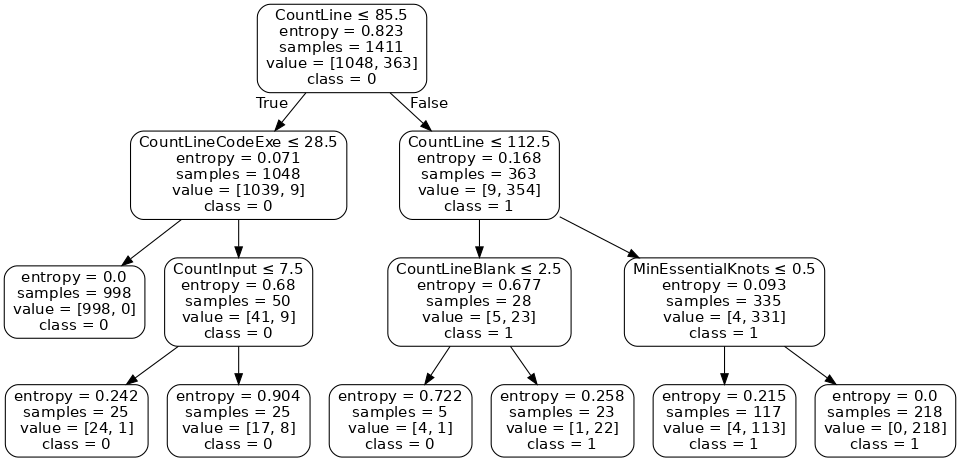 CountLine ≤ 85.5
entropy = 0.823
samples = 1411
value = [1048, 363]
class = 0
True
False
CountLineCodeExe ≤ 28.5
entropy = 0.071
samples = 1048
value = [1039, 9]
class = 0
CountLine ≤ 112.5
entropy = 0.168
samples = 363
value = [9, 354]
class = 1
entropy = 0.0
samples = 998
value = [998, 0]
class = 0
CountInput ≤ 7.5
entropy = 0.68
samples = 50
value = [41, 9]
class = 0
CountLineBlank ≤ 2.5
entropy = 0.677
samples = 28
value = [5, 23]
class = 1
MinEssentialKnots ≤ 0.5
entropy = 0.093
samples = 335
value = [4, 331]
class = 1
entropy = 0.242
samples = 25
value = [24, 1]
class = 0
entropy = 0.904
samples = 25
value = [17, 8]
class = 0
entropy = 0.722
samples = 5
value = [4, 1]
class = 0
entropy = 0.258
samples = 23
value = [1, 22]
class = 1
entropy = 0.215
samples = 117
value = [4, 113]
class = 1
entropy = 0.0
samples = 218
value = [0, 218]
class = 1